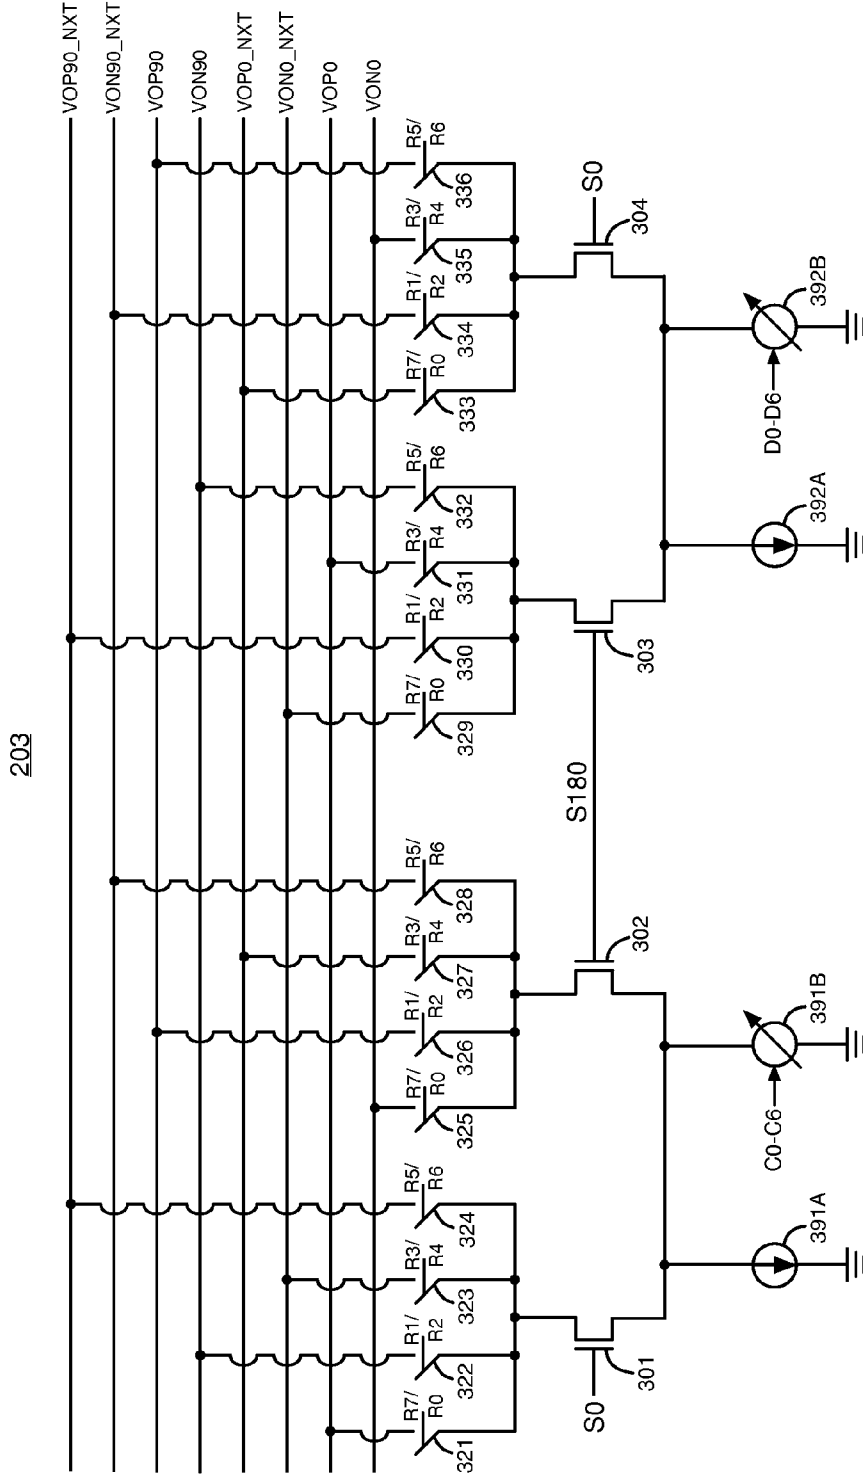 203
VOP90_NXT
VON90_NXT
VOP90
VON90
VOP0_NXT
VON0_NXT
VOP0
VON0
R7/
R0
321
R1/
R2
322
R3/
R4
323
R5/
R6
324
R7/
R0
325
R1/
R2
326
R3/
R4
327
R5/
R6
328
R7/
R0
329
R1/
R2
330
R3/
R4
331
R5/
R6
332
R7/
R0
333
R1/
R2
334
R3/
R4
335
R5/
R6
336
S0
301
302
S180
303
304
S0
391A
C0-C6
391B
392A
D0-D6
392B